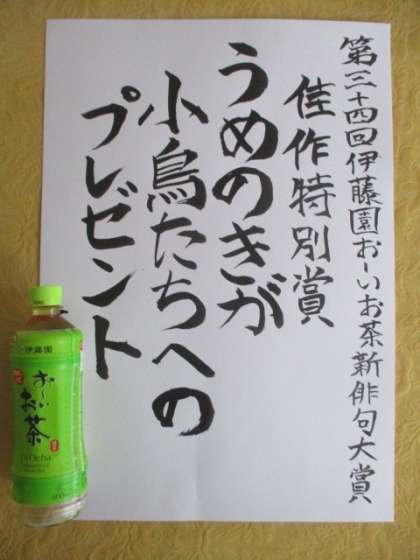 第三十四回伊藤園お〜いお茶新俳句大賞
佳作特別賞
うめのきが
小鳥たちへの
プレゼント
伊藤園
お〜い
お茶